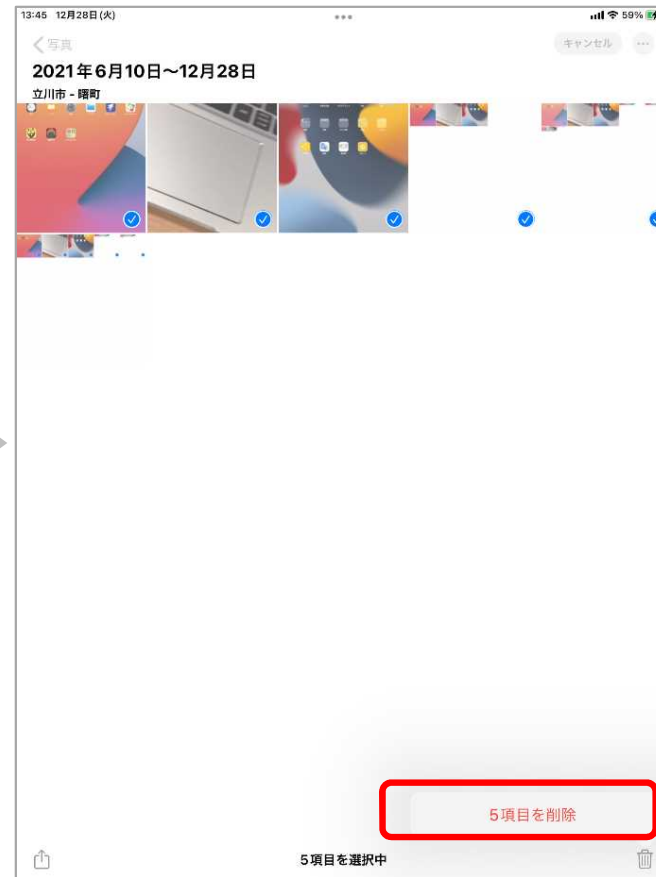 13:45 12月28日(火)
59%
写真
キャンセル
2021年6月10日〜12月28日
立川市 - 曙町
5項目を削除
5項目を選択中